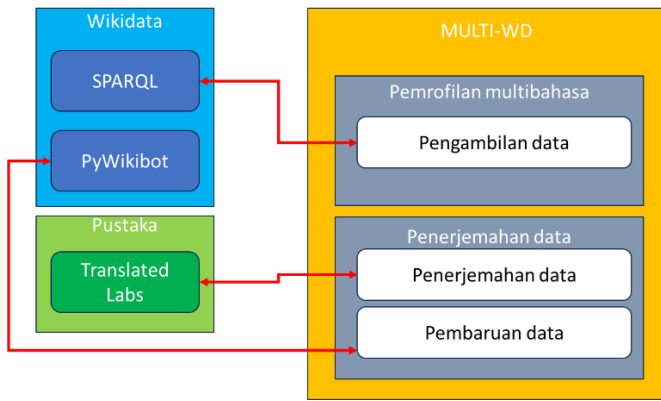 Wikidata
SPARQL
PyWikibot
Pustaka
Translated
Labs
MULTI-WD
Pemrofilan multibahasa
Pengambilan data
Penerjemahan data
Penerjemahan data
Pembaruan data